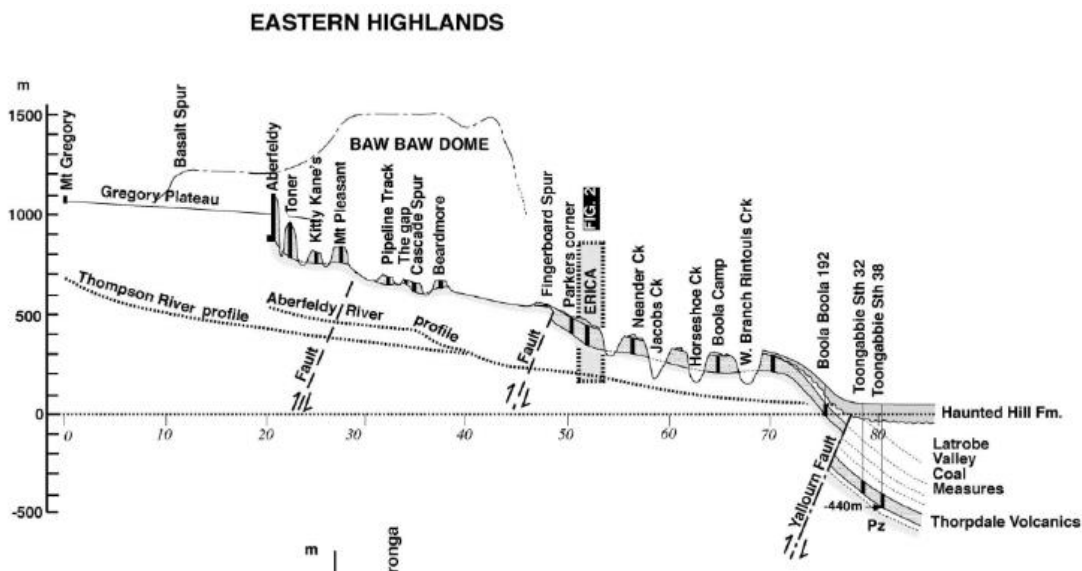 EASTERN HIGHLANDS
m
1500
1000
500
0
-500
Mt Gregory
Basalt Spur
Gregory Plateau
BAW BAW DOME
Aberfeldy
Toner
Kitty Kane's
Mt Pleasant
Pipeline Track
The gap
Cascade Spur
Beardmore
Fingerboard Spur
Parkers corner
FIG. 2
ERICA
Neander Ck
Jacobs Ck
Horseshoe Ck
Boola Camp
W. Branch Rintouls Crk
Boola Boola 192
Toongabbie Sth 32
Toongabbie Sth 38
Thompson River profile
Aberfeldy River profile
Fault
Fault
Yallourn Fault
0 10 20 30 40 50 60 70 80
Haunted Hill Fm.
Latrobe
Valley
Coal
Measures
-440m
Pz
Thorpdale Volcanics
m
ronga